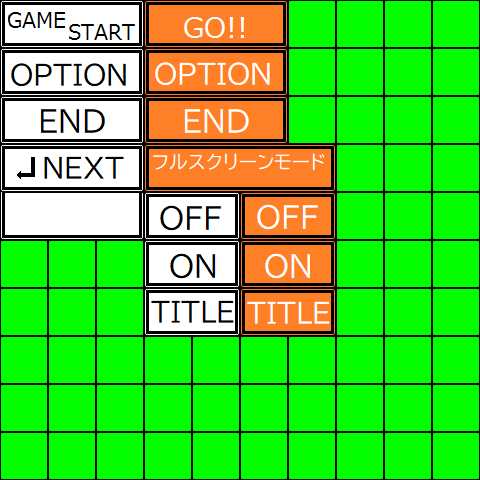 GAME START
GO!!
OPTION
OPTION
END
END
NEXT
フルスクリーンモード
OFF
OFF
ON
ON
TITLE
TITLE